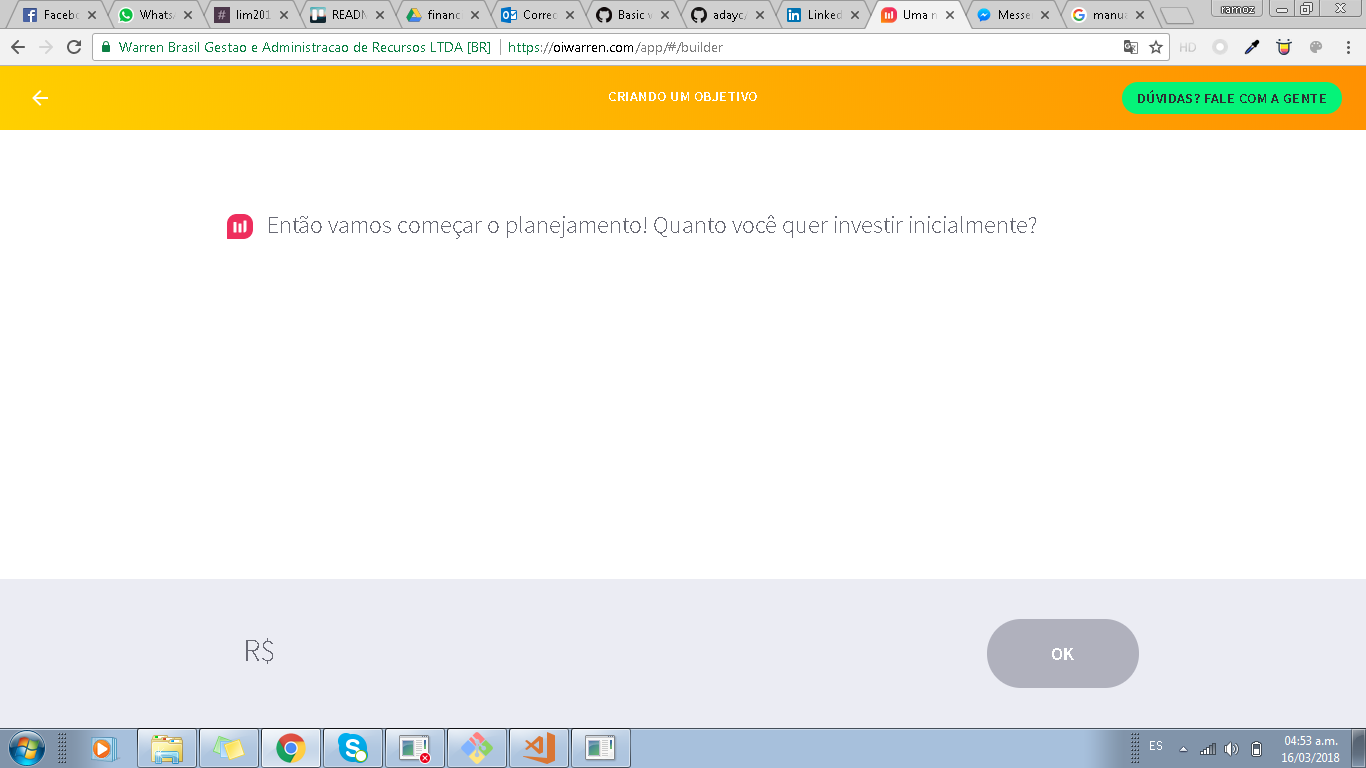 Faceb
Whats
lim201
READM
financ
Correc
Basic
adayc
Linked
Uma
Messe
manu
ramoz
Warren Brasil Gestao e Administracao de Recursos LTDA [BR]
https://oiwarren.com/app/#/builder
HD
CRIANDO UM OBJETIVO
DÚVIDAS? FALE COM A GENTE
Então vamos começar o planejamento! Quanto você quer investir inicialmente?
R$
OK
ES
04:53 a.m.
16/03/2018